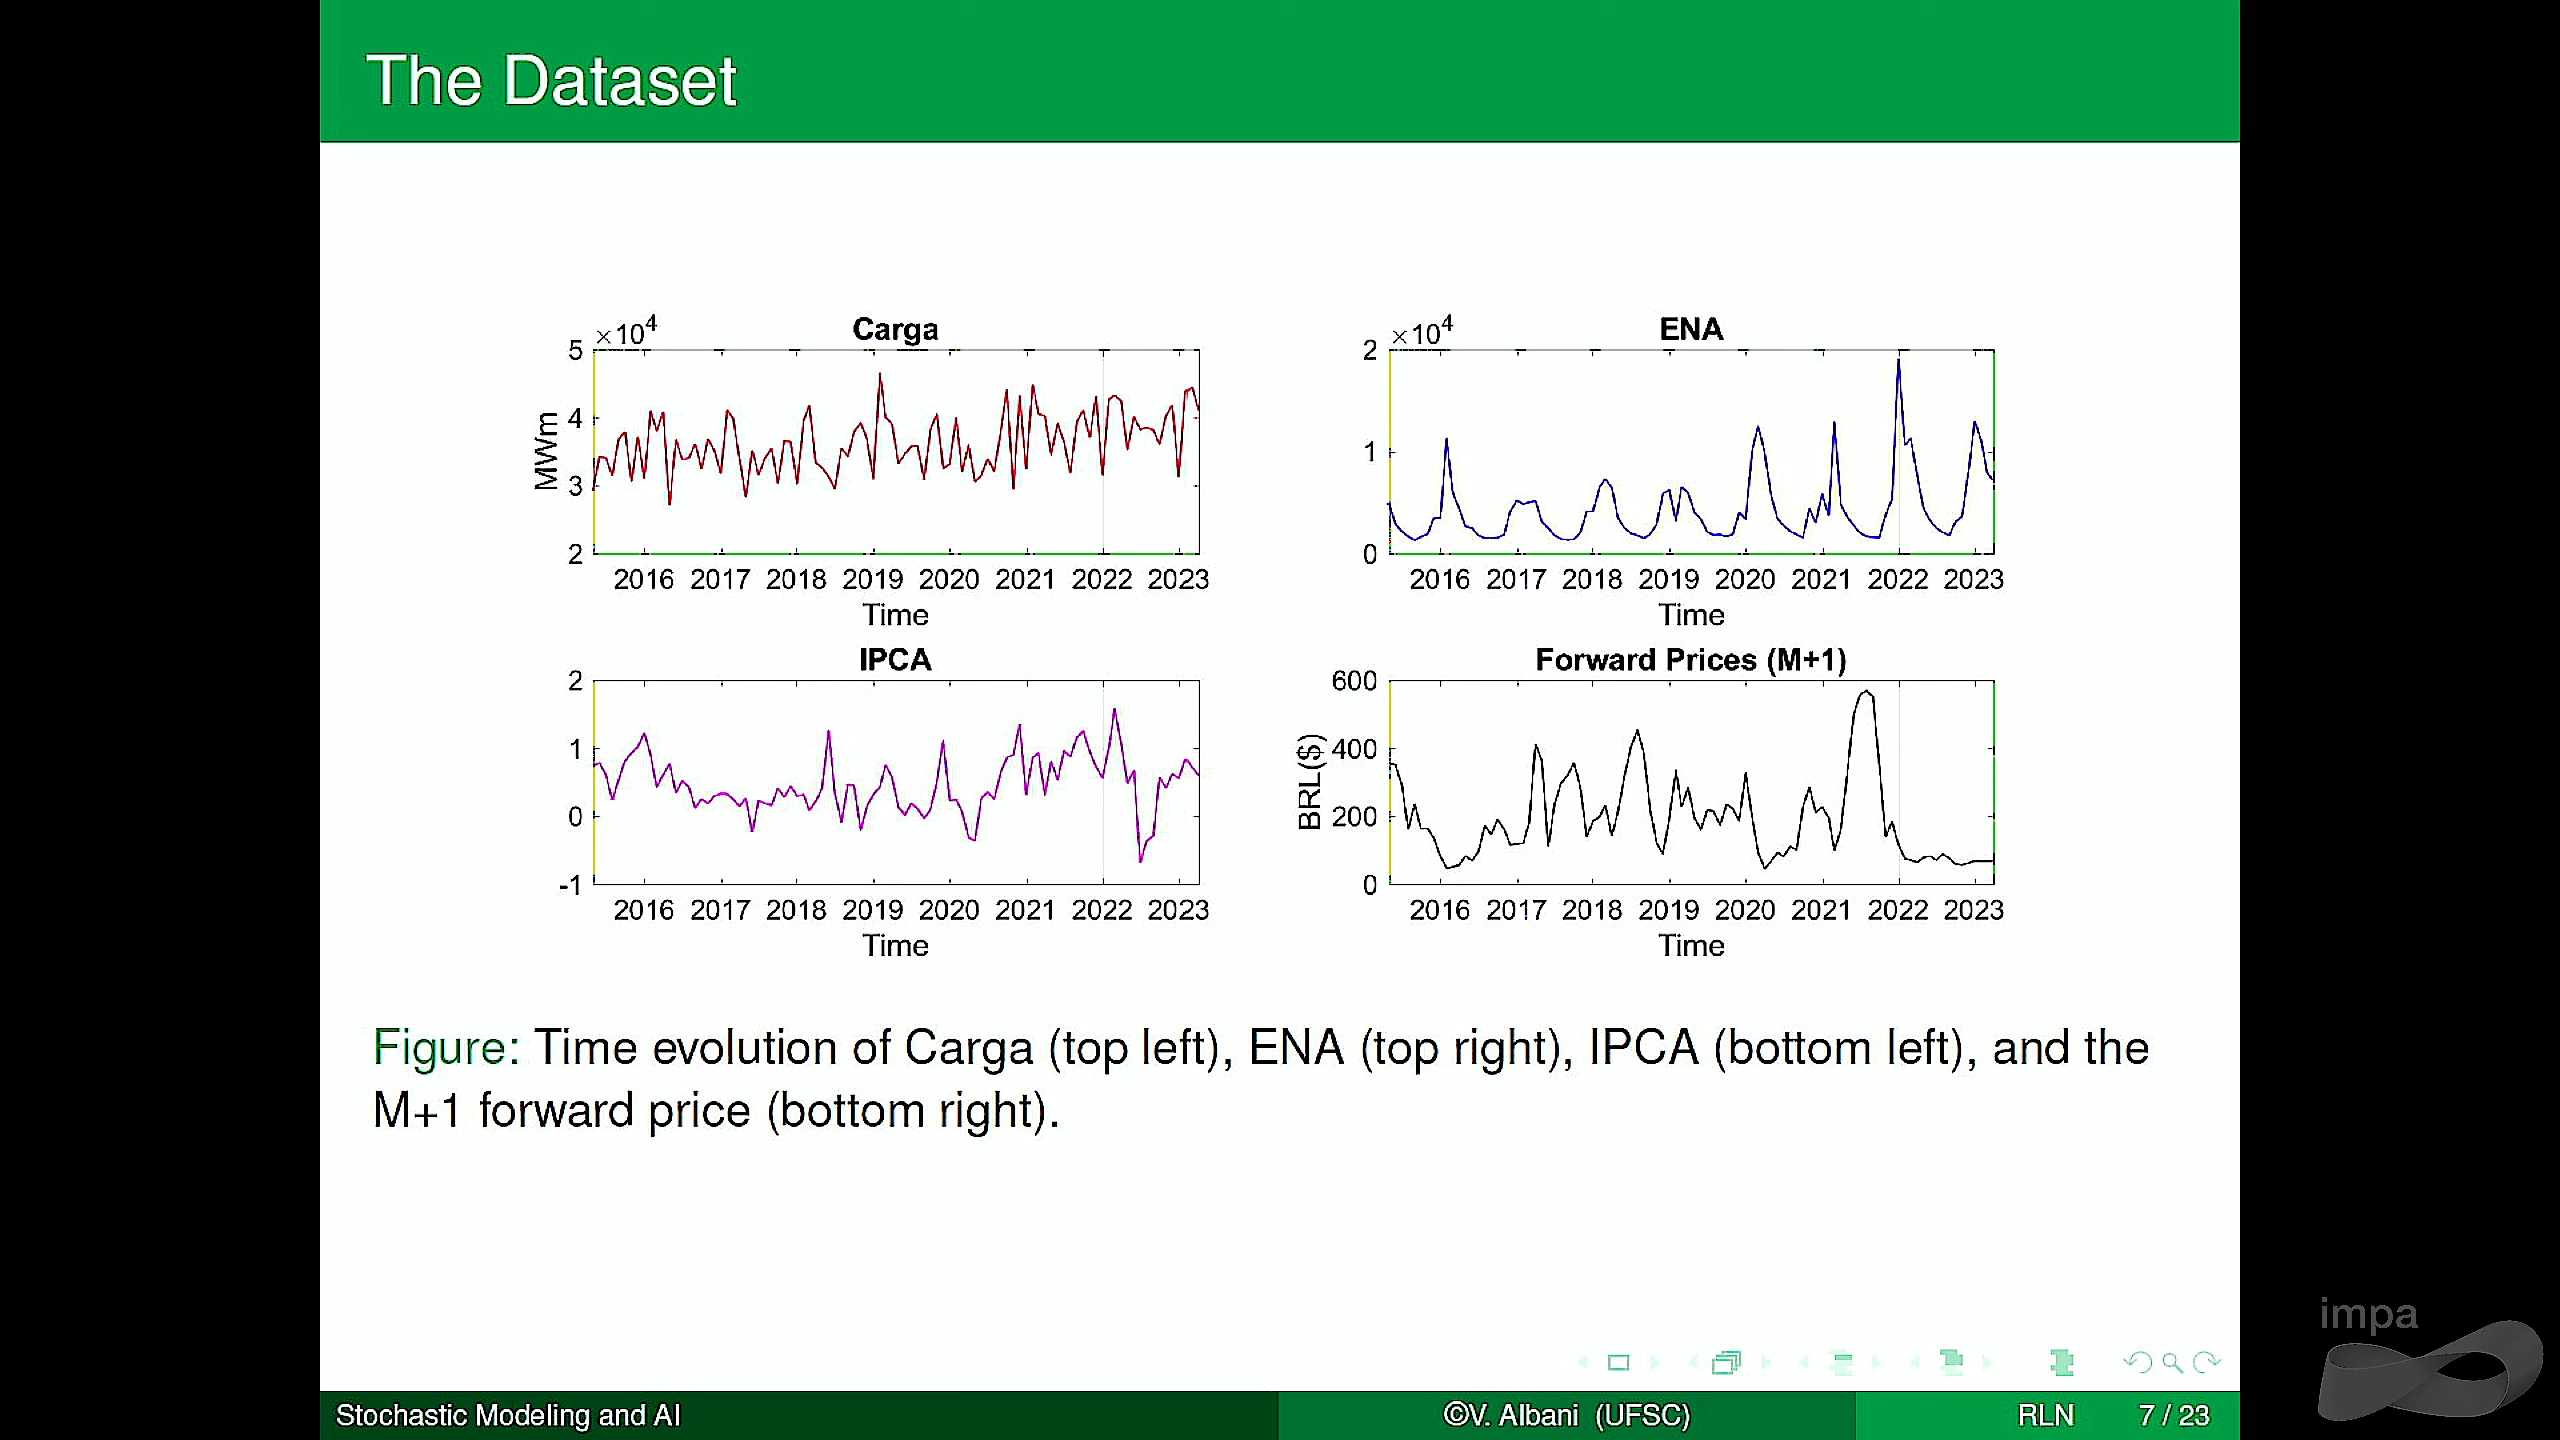 The Dataset
Carga
×10^4
5
4
3
2
MWm
2016 2017 2018 2019 2020 2021 2022 2023
Time
ENA
×10^4
2
1
0
2016 2017 2018 2019 2020 2021 2022 2023
Time
IPCA
2
1
0
-1
2016 2017 2018 2019 2020 2021 2022 2023
Time
Forward Prices (M+1)
600
400
200
0
BRL($)
2016 2017 2018 2019 2020 2021 2022 2023
Time
Figure: Time evolution of Carga (top left), ENA (top right), IPCA (bottom left), and the
M+1 forward price (bottom right).
impa
Stochastic Modeling and AI ©V. Albani (UFSC) RLN 7 / 23